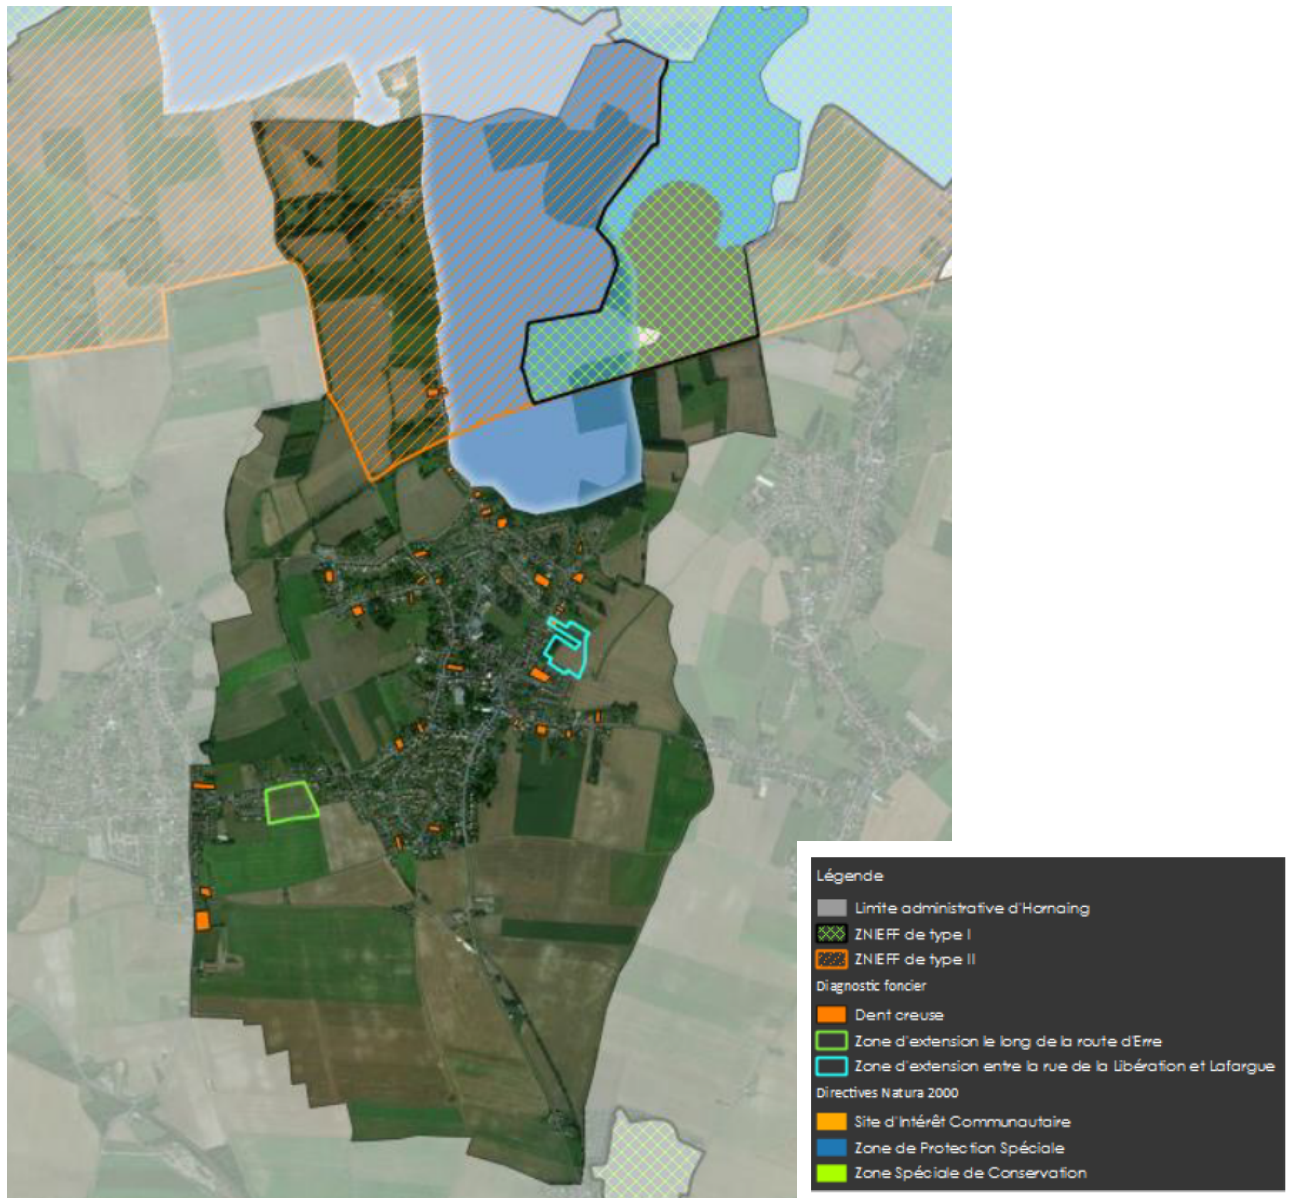 Légende
Limite administrative d'Hornaing
ZNIEFF de type I
ZNIEFF de type II
Diagnostic foncier
Dent creuse
Zone d'extension le long de la route d'Erre
Zone d'extension entre la rue de la Libération et Lafargue
Directives Natura 2000
Site d'Intérêt Communautaire
Zone de Protection Spéciale
Zone Spéciale de Conservation